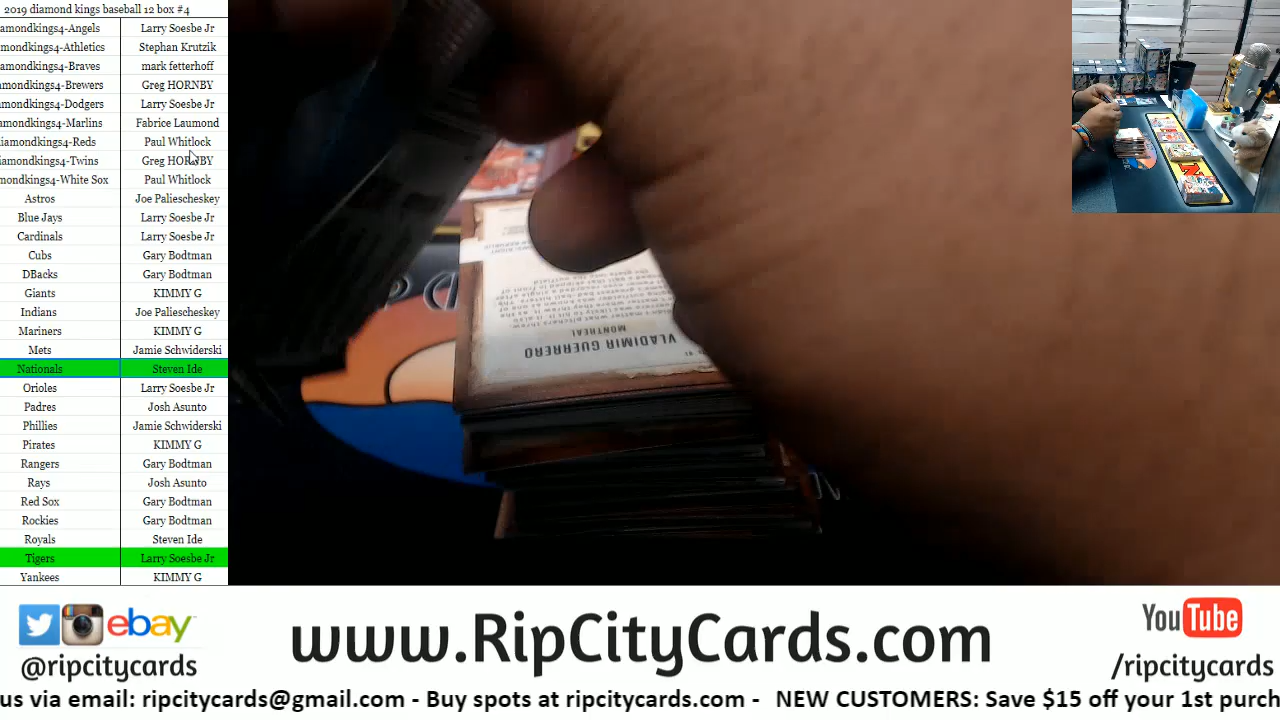 2019 diamond kings baseball 12 box #4
amondkings4-Angels Larry Soesbe Jr
mondkings4-Athletics Stephan Krutzik
amondkings4-Braves mark fetterhoff
amondkings4-Brewers Greg HORNBY
amondkings4-Dodgers Larry Soesbe Jr
amondkings4-Marlins Fabrice Laumond
iamondkings4-Reds Paul Whitlock
iamondkings4-Twins Greg HORNBY
mondkings4-White Sox Paul Whitlock
Astros Joe Paliescheskey
Blue Jays Larry Soesbe Jr
Cardinals Larry Soesbe Jr
Cubs Gary Bodtman
DBacks Gary Bodtman
Giants KIMMY G
Indians Joe Paliescheskey
Mariners KIMMY G
Mets Jamie Schwiderski
Nationals Steven Ide
Orioles Larry Soesbe Jr
Padres Josh Asunto
Phillies Jamie Schwiderski
Pirates KIMMY G
Rangers Gary Bodtman
Rays Josh Asunto
Red Sox Gary Bodtman
Rockies Gary Bodtman
Royals Steven Ide
Tigers Larry Soesbe Jr
Yankees KIMMY G
VLADIMIR GUERRERO
MONTREAL
ebay
@ripcitycards
www.RipCityCards.com
YouTube
/ripcitycards
us via email: ripcitycards@gmail.com - Buy spots at ripcitycards.com - NEW CUSTOMERS: Save $15 off your 1st purch